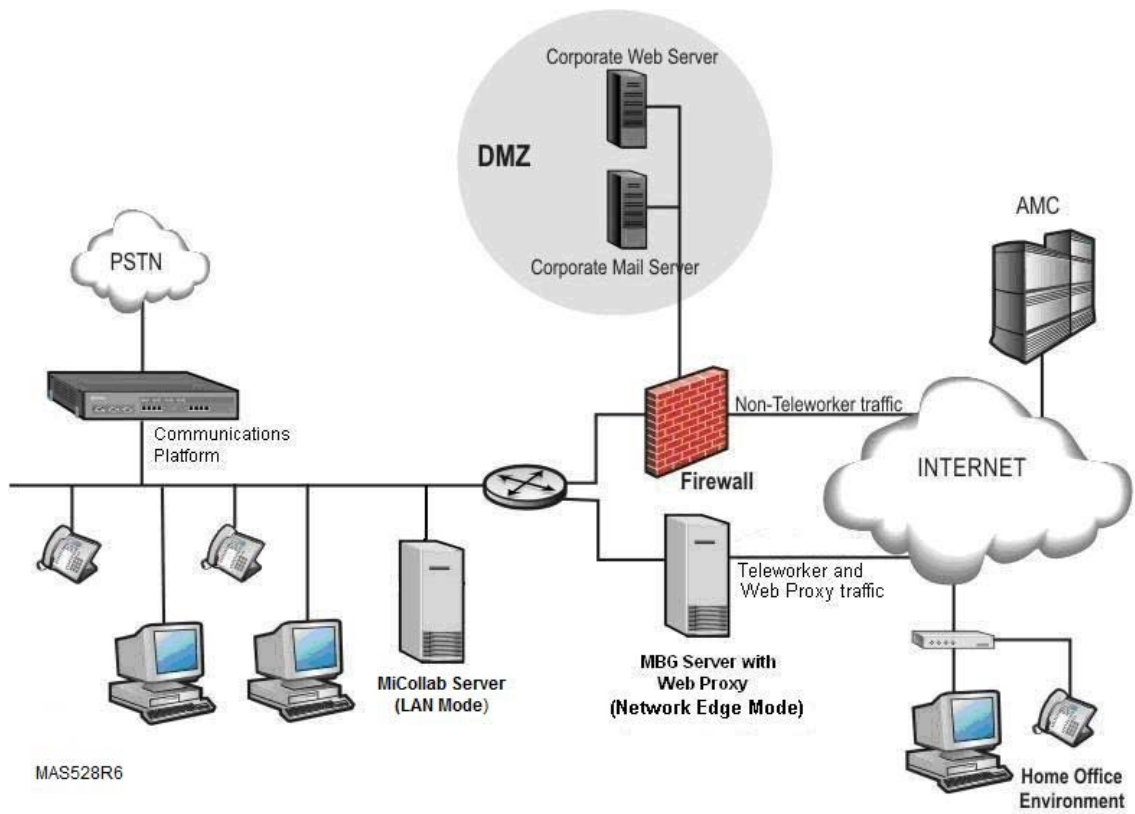 Corporate Web Server
DMZ
Corporate Mail Server
AMC
PSTN
Communications
Platform
Non-Teleworker traffic
Firewall
INTERNET
Teleworker and
Web Proxy traffic
MiCollab Server
(LAN Mode)
MBG Server with
Web Proxy
(Network Edge Mode)
MAS528R6
Home Office
Environment